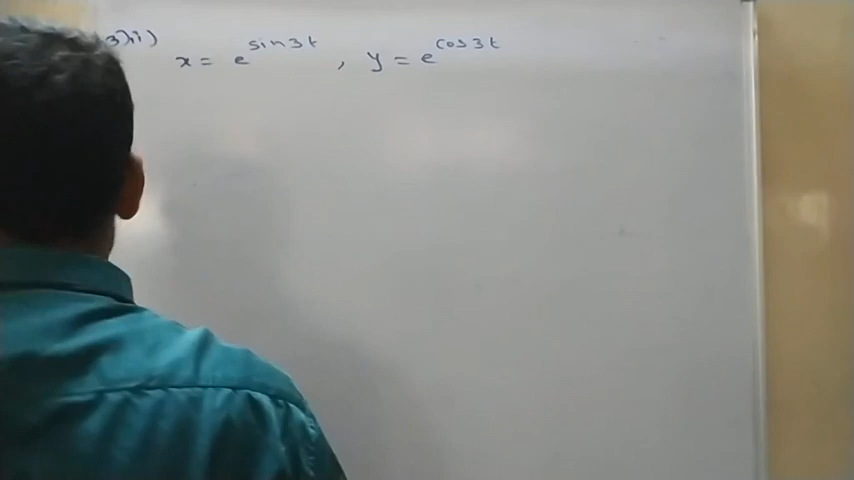 3)ii)
x = e^sin3t , y = e^cos3t